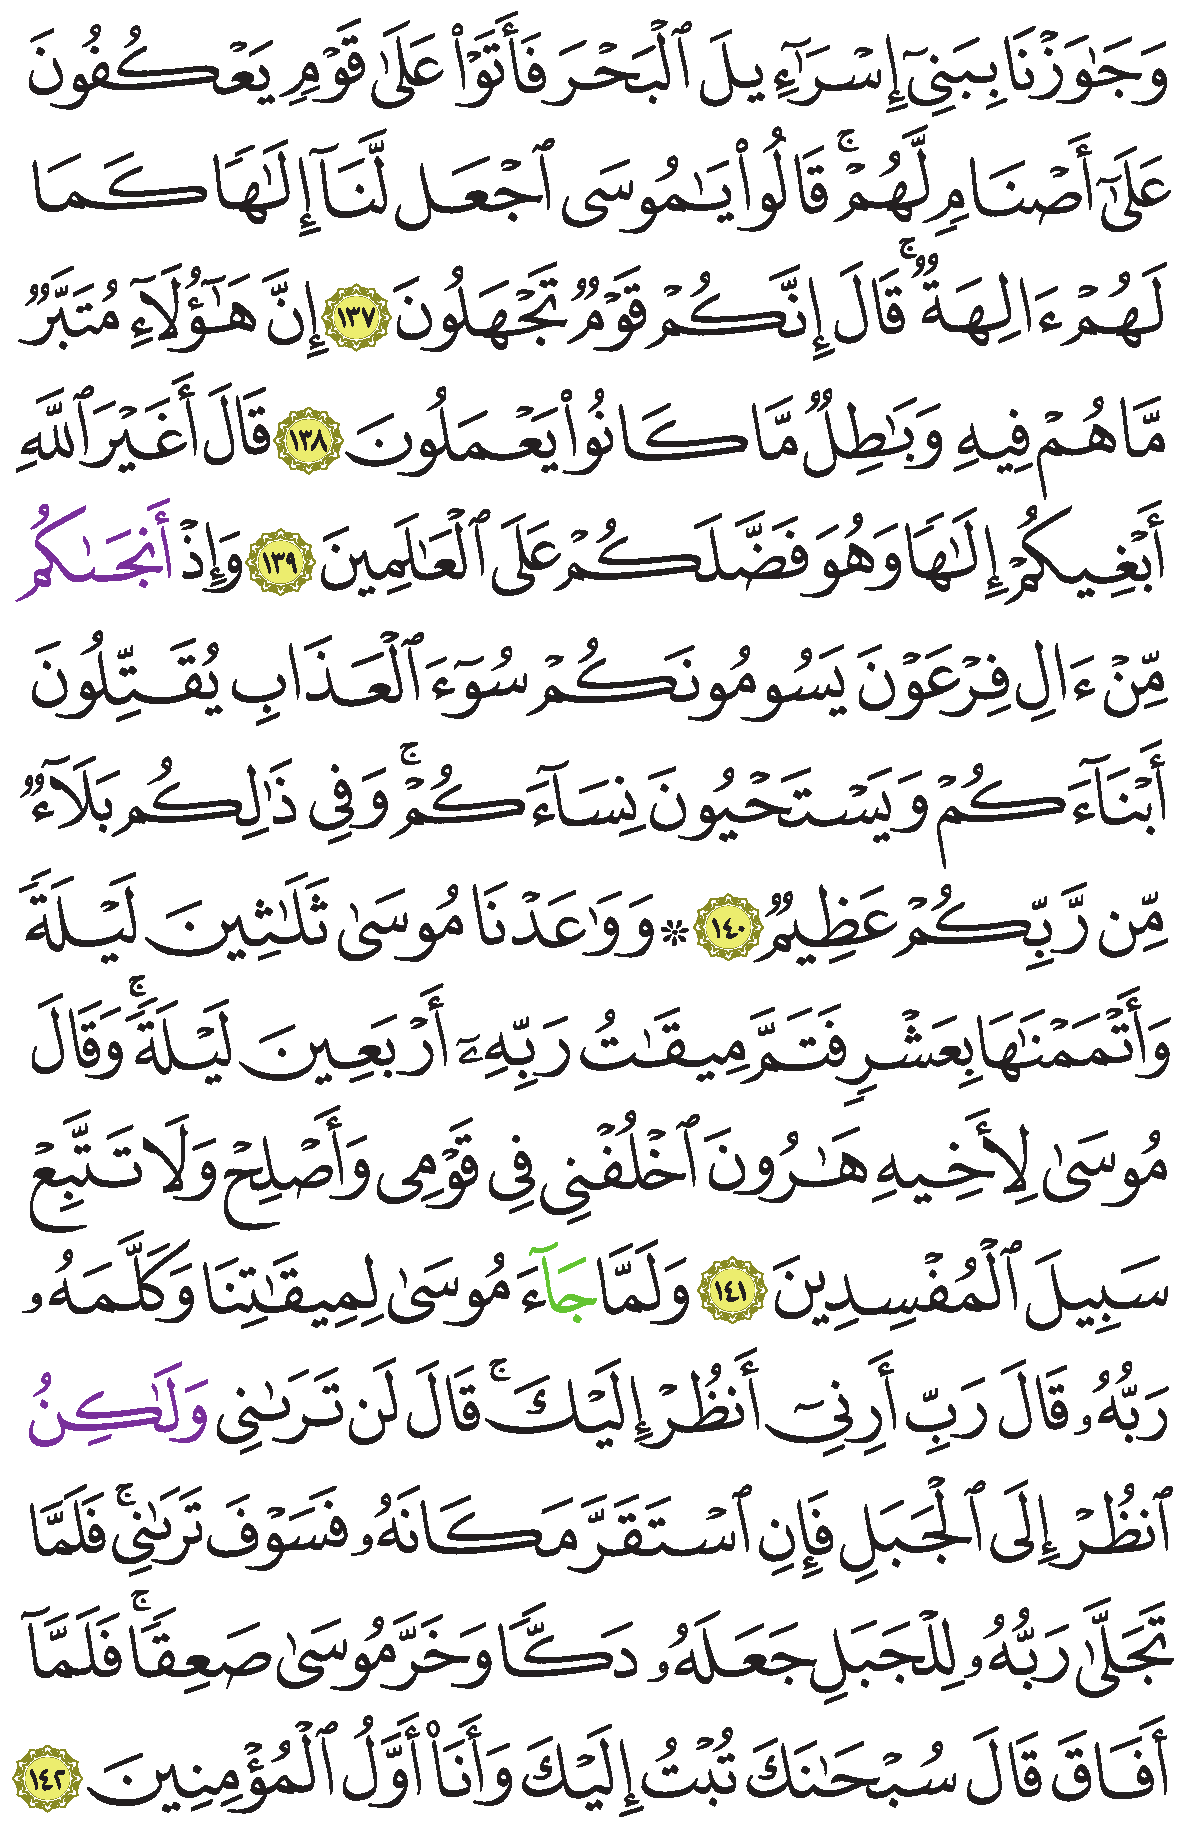 وَجَٰوَزْنَا بِبَنِىٓ إِسْرَآءِيلَ ٱلْبَحْرَ فَأَتَوْا۟ عَلَىٰ قَوْمٍ يَعْكُفُونَ
عَلَىٰٓ أَصْنَامٍ لَّهُمْ ۚ قَالُوا۟ يَٰمُوسَى ٱجْعَل لَّنَآ إِلَٰهًا كَمَا
لَهُمْ ءَالِهَةٌ ۚ قَالَ إِنَّكُمْ قَوْمٌ تَجْهَلُونَ ١٣٧ إِنَّ هَٰٓؤُلَآءِ مُتَبَّرٌ
مَّا هُمْ فِيهِ وَبَٰطِلٌ مَّا كَانُوا۟ يَعْمَلُونَ ١٣٨ قَالَ أَغَيْرَ ٱللَّهِ
أَبْغِيكُمْ إِلَٰهًا وَهُوَ فَضَّلَكُمْ عَلَى ٱلْعَٰلَمِينَ ١٣٩ وَإِذْ أَنجَىٰكُم
مِّنْ ءَالِ فِرْعَوْنَ يَسُومُونَكُمْ سُوٓءَ ٱلْعَذَابِ يُقَتِّلُونَ
أَبْنَآءَكُمْ وَيَسْتَحْيُونَ نِسَآءَكُمْ ۚ وَفِى ذَٰلِكُم بَلَآءٌ
مِّن رَّبِّكُمْ عَظِيمٌ ١٤٠ * وَوَٰعَدْنَا مُوسَىٰ ثَلَٰثِينَ لَيْلَةً
وَأَتْمَمْنَٰهَا بِعَشْرٍ فَتَمَّ مِيقَٰتُ رَبِّهِۦٓ أَرْبَعِينَ لَيْلَةً ۚ وَقَالَ
مُوسَىٰ لِأَخِيهِ هَٰرُونَ ٱخْلُفْنِى فِى قَوْمِى وَأَصْلِحْ وَلَا تَتَّبِعْ
سَبِيلَ ٱلْمُفْسِدِينَ ١٤١ وَلَمَّا جَآءَ مُوسَىٰ لِمِيقَٰتِنَا وَكَلَّمَهُۥ
رَبُّهُۥ قَالَ رَبِّ أَرِنِىٓ أَنظُرْ إِلَيْكَ ۚ قَالَ لَن تَرَىٰنِى وَلَٰكِنُ
ٱنظُرْ إِلَى ٱلْجَبَلِ فَإِنِ ٱسْتَقَرَّ مَكَانَهُۥ فَسَوْفَ تَرَىٰنِى ۚ فَلَمَّا
تَجَلَّىٰ رَبُّهُۥ لِلْجَبَلِ جَعَلَهُۥ دَكًّا وَخَرَّ مُوسَىٰ صَعِقًا ۚ فَلَمَّآ
أَفَاقَ قَالَ سُبْحَٰنَكَ تُبْتُ إِلَيْكَ وَأَنَا۠ أَوَّلُ ٱلْمُؤْمِنِينَ ١٤٢